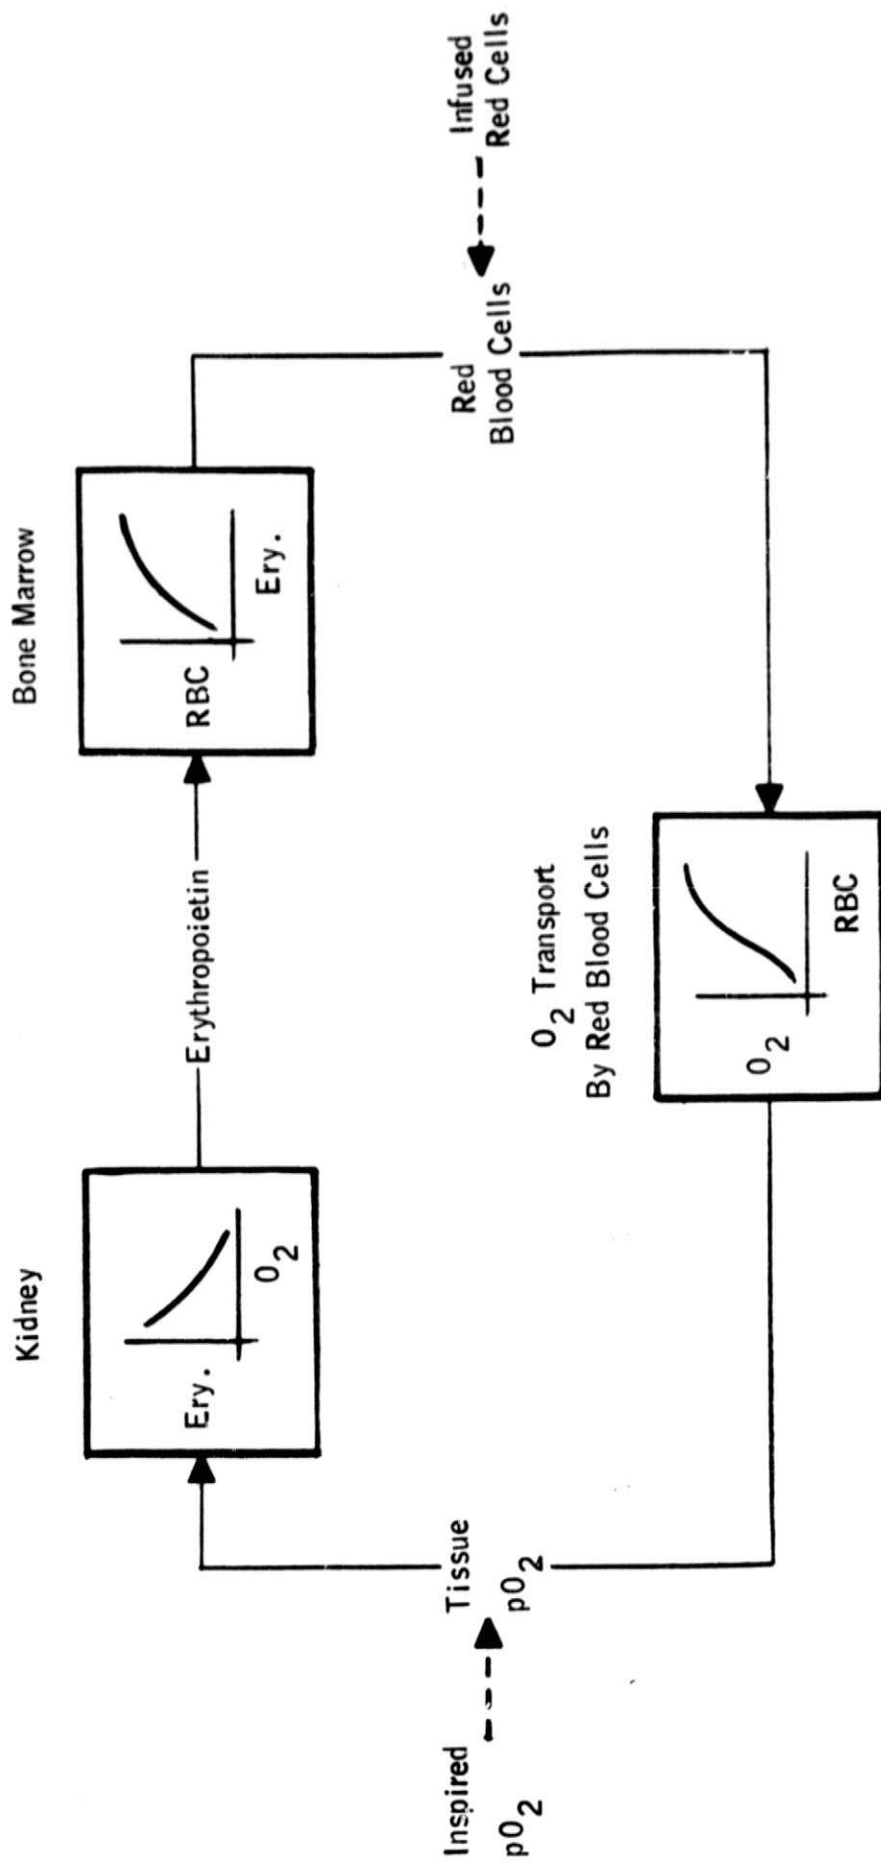 Kidney
Bone Marrow
Ery.
O2
Erythropoietin
RBC
Ery.
Inspired
pO2
Tissue
pO2
Red
Blood Cells
Infused
Red Cells
O2 Transport
By Red Blood Cells
O2
RBC